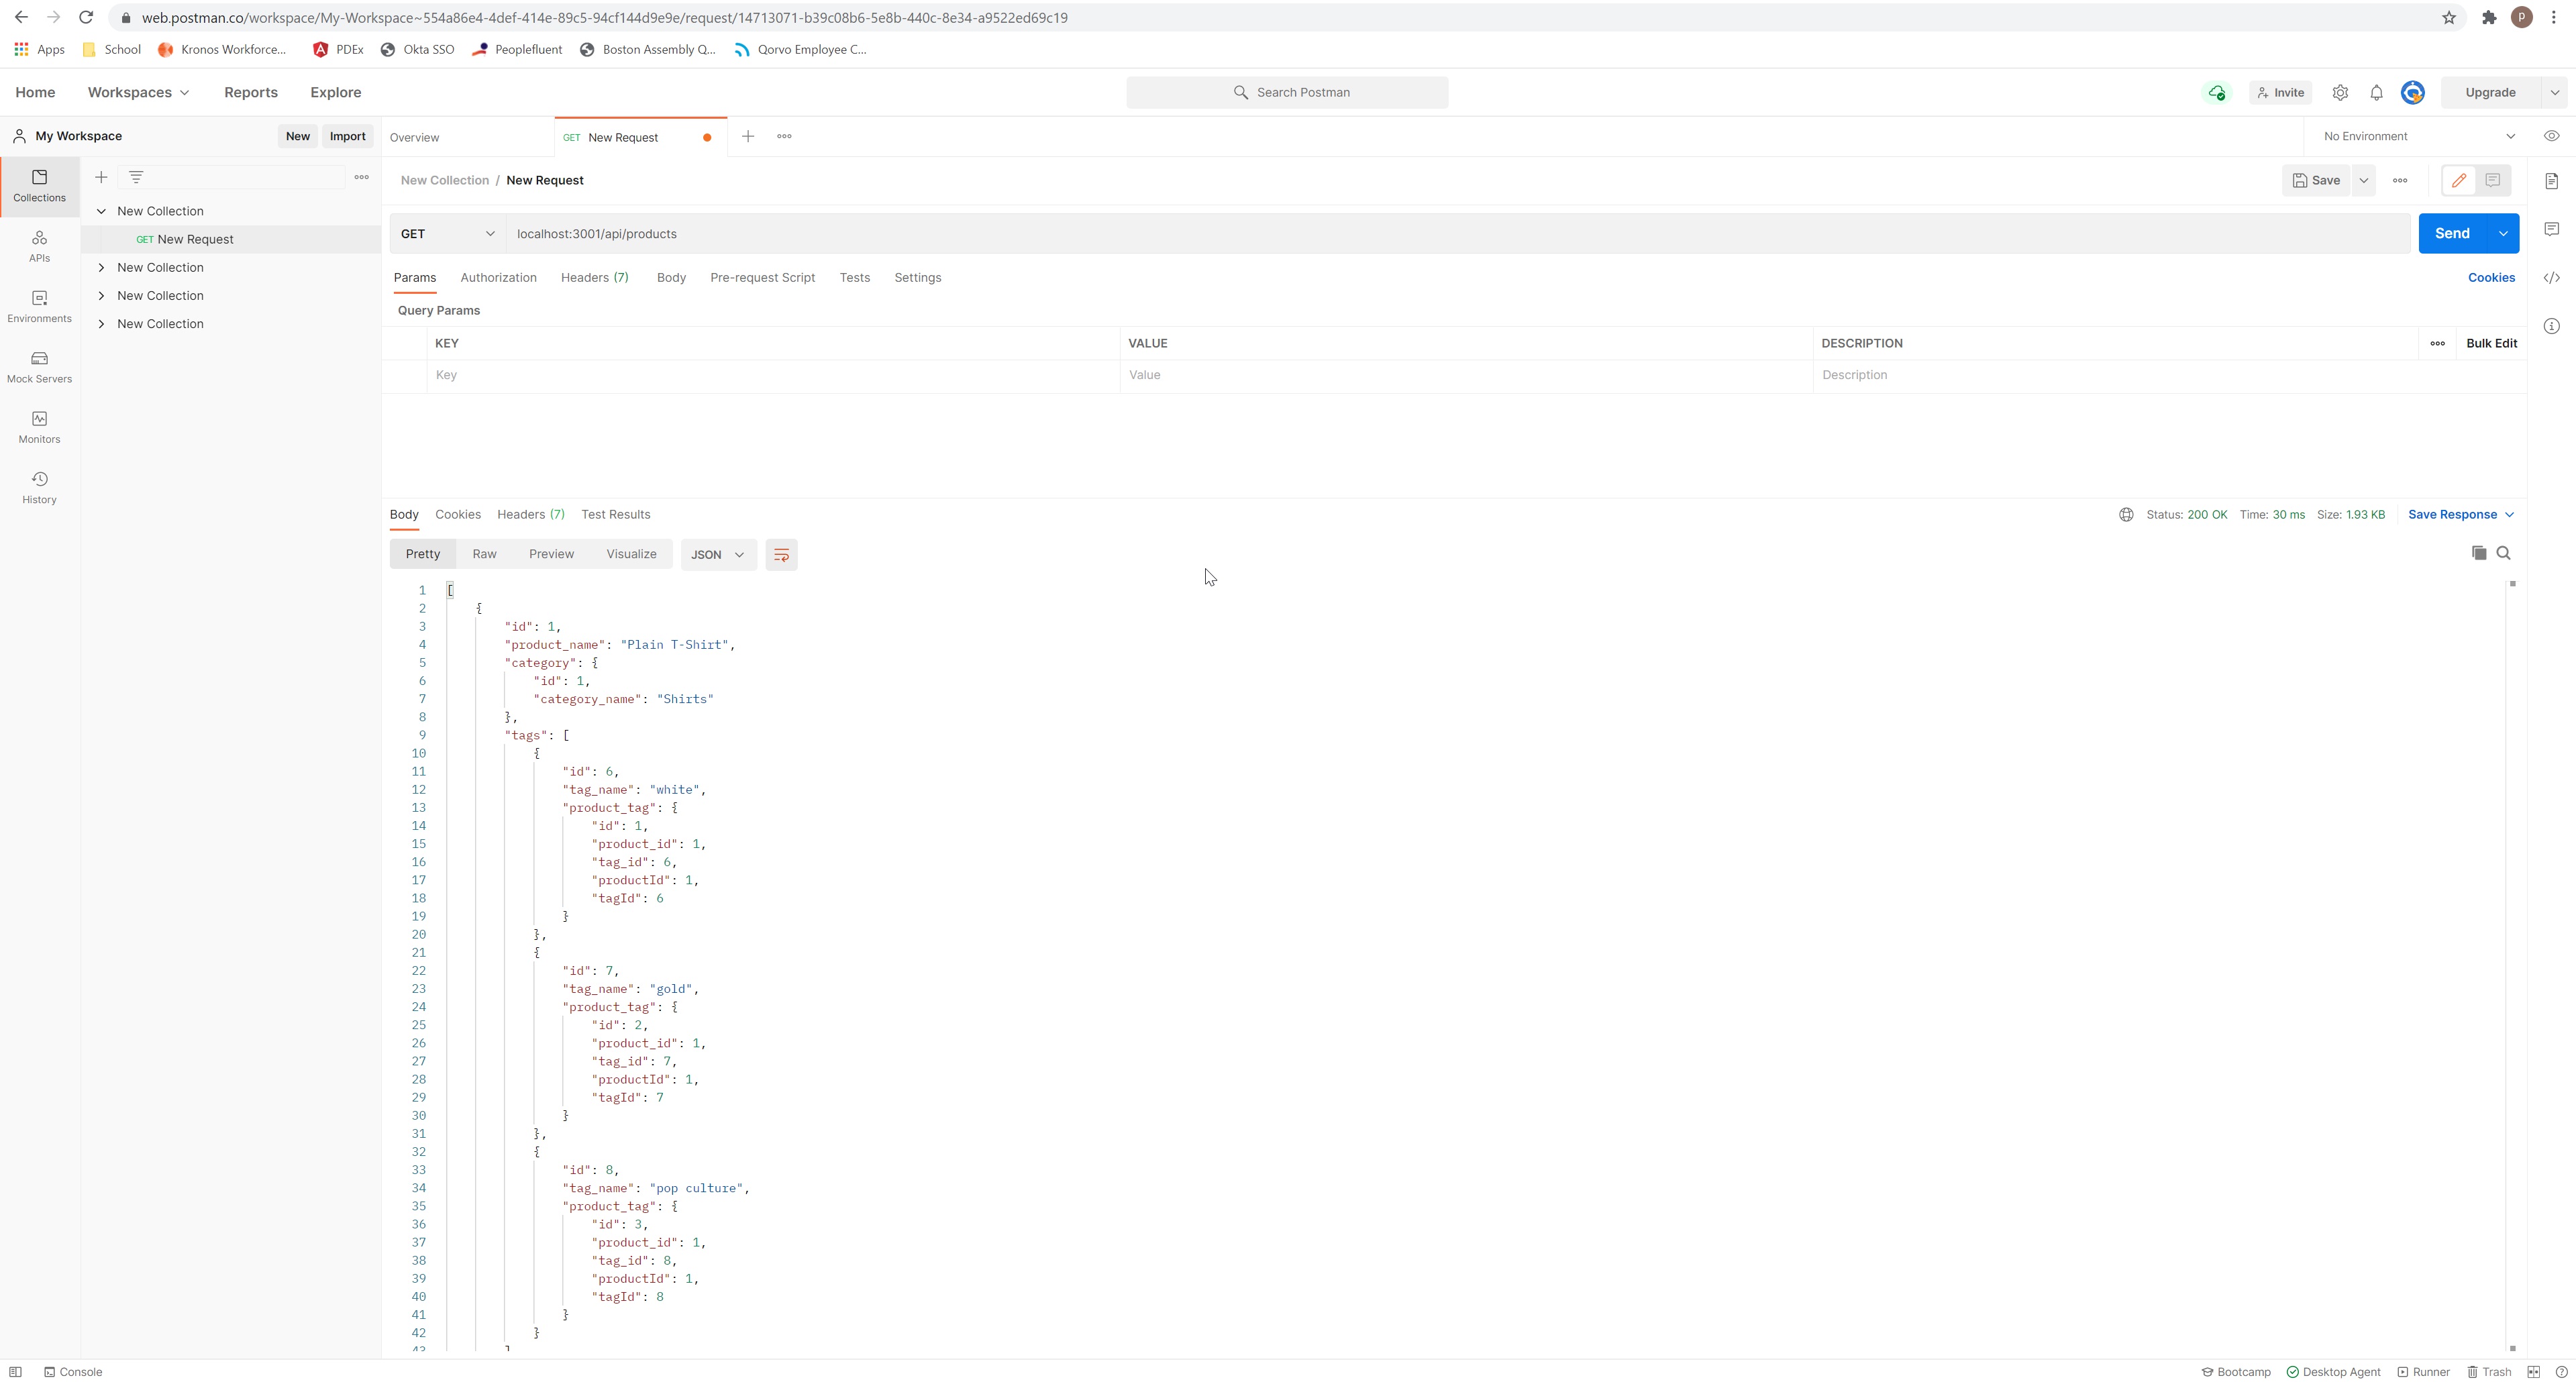 web.postman.co/workspace/My-Workspace~554a86e4-4def-414e-89c5-94cf144d9e9e/request/14713071-b39c08b6-5e8b-440c-8e34-a9522ed69c19
P
Apps School Kronos Workforce... PDEx Okta SSO Peoplefluent Boston Assembly Q... Qorvo Employee C...
Home Workspaces Reports Explore Search Postman Invite Upgrade
My Workspace New Import Overview GET New Request No Environment
Collections
APIs
Environments
Mock Servers
Monitors
History
New Collection
GET New Request
New Collection
New Collection
New Collection
New Collection / New Request Save
GET localhost:3001/api/products Send
Params Authorization Headers (7) Body Pre-request Script Tests Settings Cookies
Query Params
KEY VALUE DESCRIPTION Bulk Edit
Key Value Description
Body Cookies Headers (7) Test Results Status: 200 OK Time: 30 ms Size: 1.93 KB Save Response
Pretty Raw Preview Visualize JSON
1 [
2 {
3 "id": 1,
4 "product_name": "Plain T-Shirt",
5 "category": {
6 "id": 1,
7 "category_name": "Shirts"
8 },
9 "tags": [
10 {
11 "id": 6,
12 "tag_name": "white",
13 "product_tag": {
14 "id": 1,
15 "product_id": 1,
16 "tag_id": 6,
17 "productId": 1,
18 "tagId": 6
19 }
20 },
21 {
22 "id": 7,
23 "tag_name": "gold",
24 "product_tag": {
25 "id": 2,
26 "product_id": 1,
27 "tag_id": 7,
28 "productId": 1,
29 "tagId": 7
30 }
31 },
32 {
33 "id": 8,
34 "tag_name": "pop culture",
35 "product_tag": {
36 "id": 3,
37 "product_id": 1,
38 "tag_id": 8,
39 "productId": 1,
40 "tagId": 8
41 }
42 }
43 ]
Console Bootcamp Desktop Agent Runner Trash